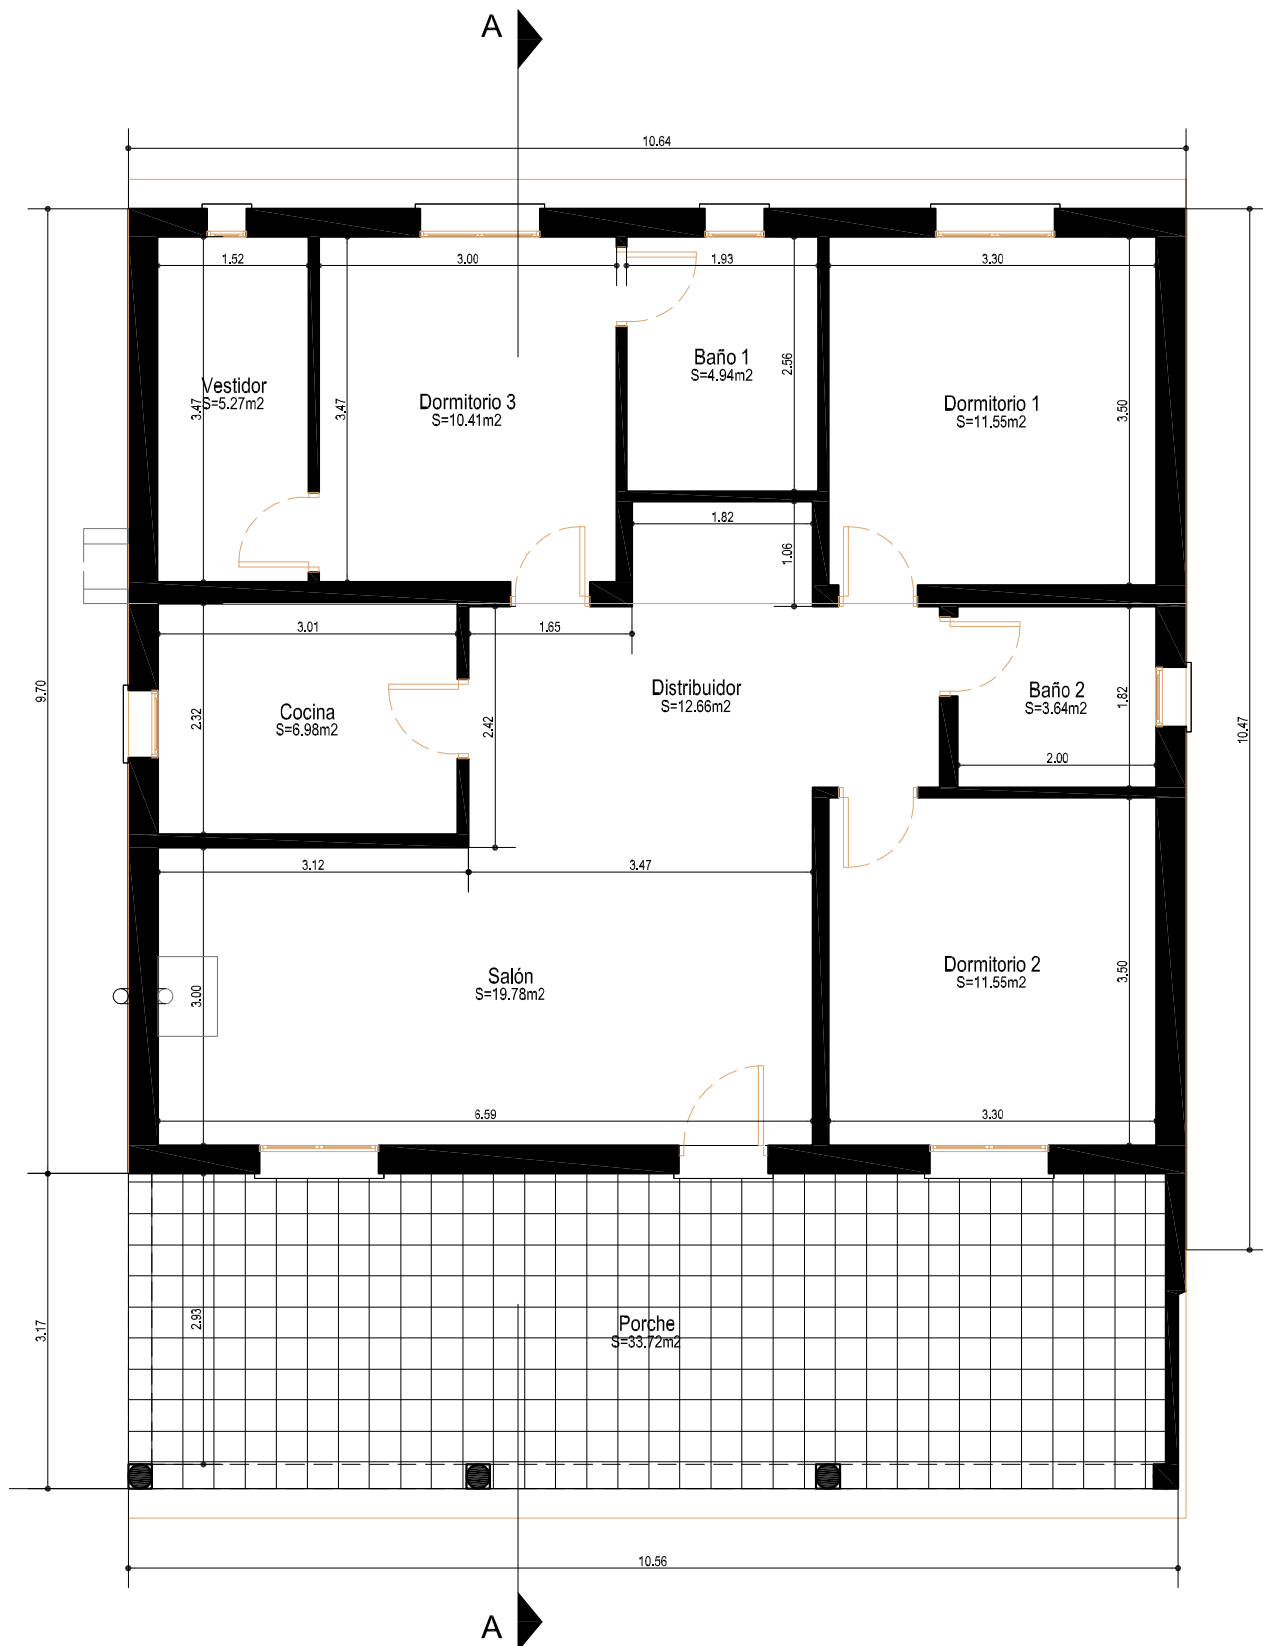 A
10.64
1.52
3.00
1.93
3.30
Vestidor
S=5.27m2
3.47
3.47
Dormitorio 3
S=10.41m2
Baño 1
S=4.94m2
2.56
Dormitorio 1
S=11.55m2
3.50
1.82
1.06
3.01
1.65
9.70
Cocina
S=6.98m2
2.32
2.42
Distribuidor
S=12.66m2
Baño 2
S=3.64m2
1.82
2.00
10.47
3.12
3.47
Salón
S=19.78m2
3.00
Dormitorio 2
S=11.55m2
3.50
6.59
3.30
Porche
S=33.72m2
2.93
3.17
10.56
A